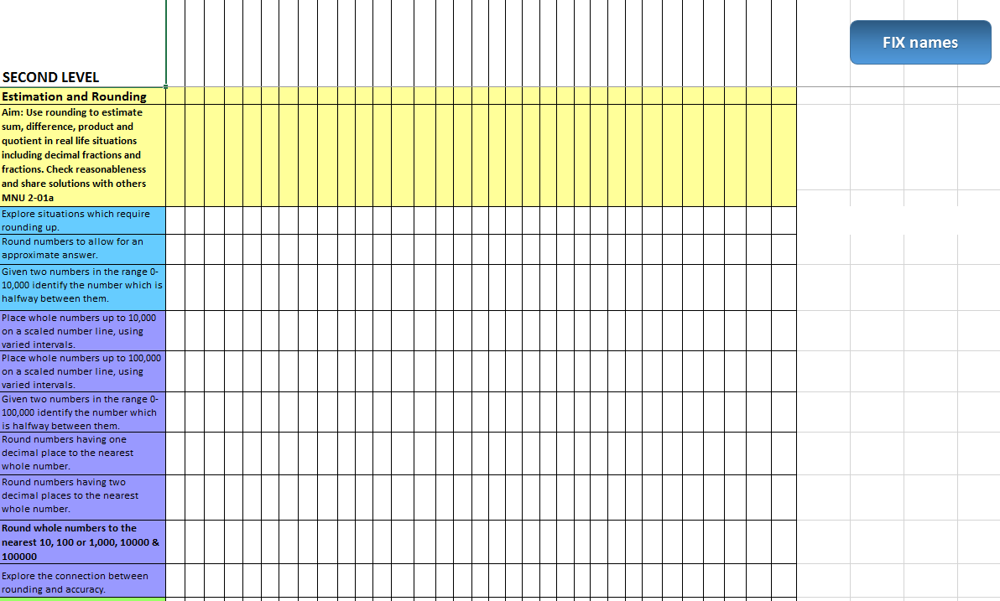 FIX names
SECOND LEVEL
Estimation and Rounding
Aim: Use rounding to estimate
sum, difference, product and
quotient in real life situations
including decimal fractions and
fractions. Check reasonableness
and share solutions with others
MNU 2-01a
Explore situations which require
rounding up.
Round numbers to allow for an
approximate answer.
Given two numbers in the range 0-
10,000 identify the number which is
halfway between them.
Place whole numbers up to 10,000
on a scaled number line, using
varied intervals.
Place whole numbers up to 100,000
on a scaled number line, using
varied intervals.
Given two numbers in the range 0-
100,000 identify the number which
is halfway between them.
Round numbers having one
decimal place to the nearest
whole number.
Round numbers having two
decimal places to the nearest
whole number.
Round whole numbers to the
nearest 10, 100 or 1,000, 10000 &
100000
Explore the connection between
rounding and accuracy.